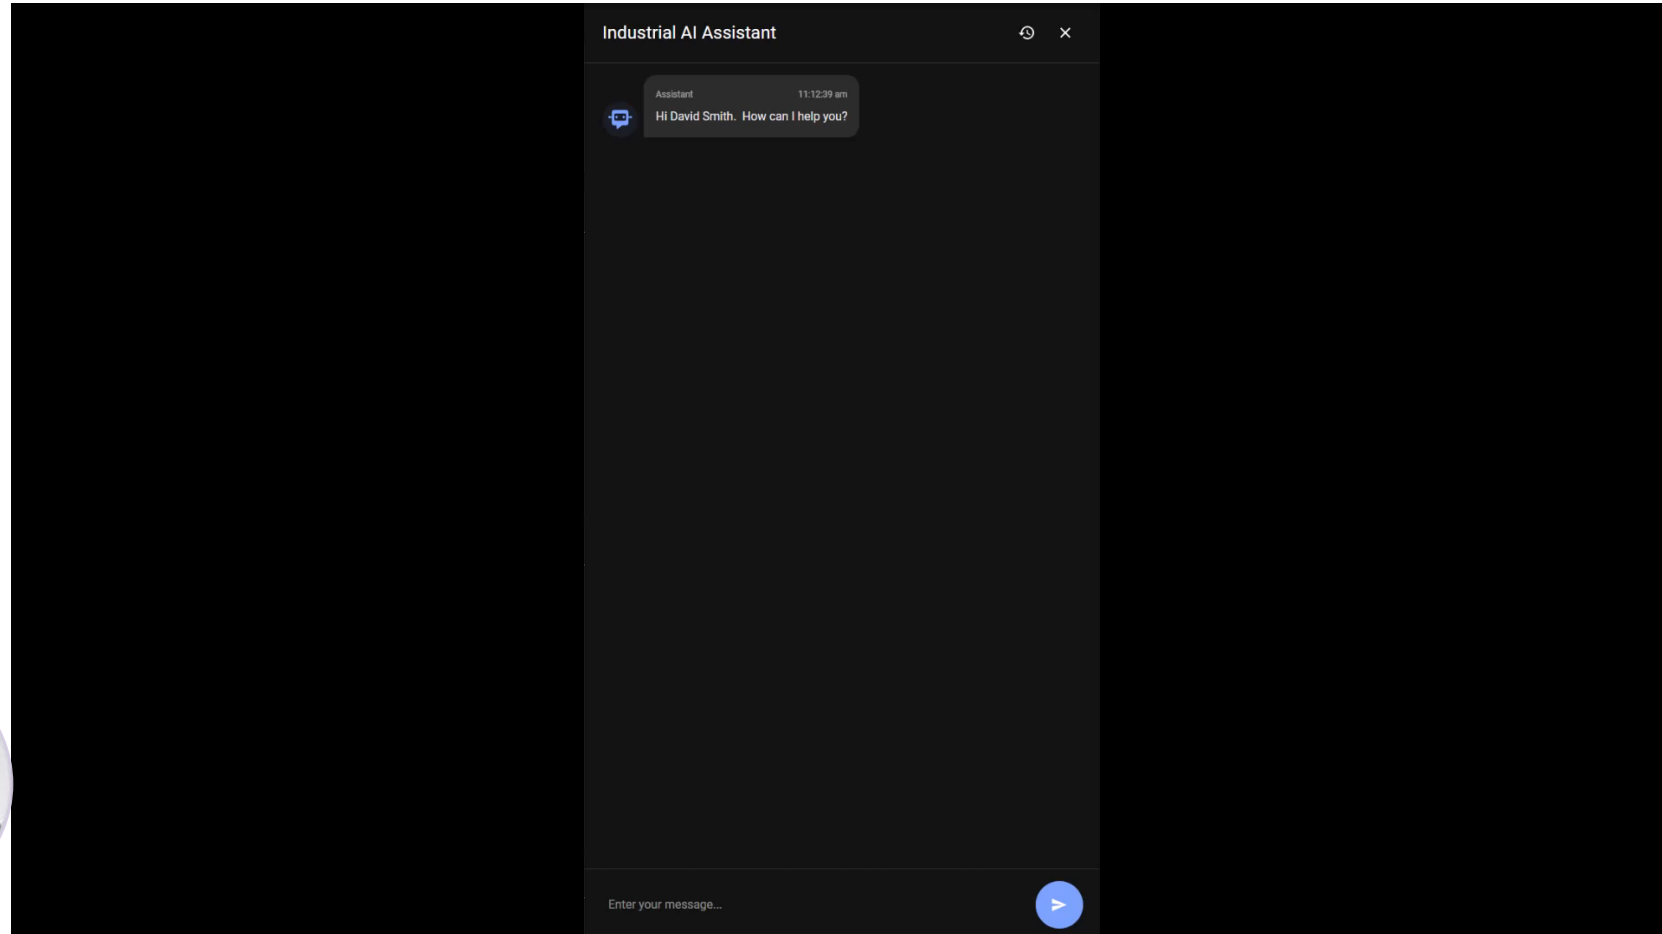 Industrial AI Assistant
Assistant 11:12:39 am
Hi David Smith. How can I help you?
Enter your message...